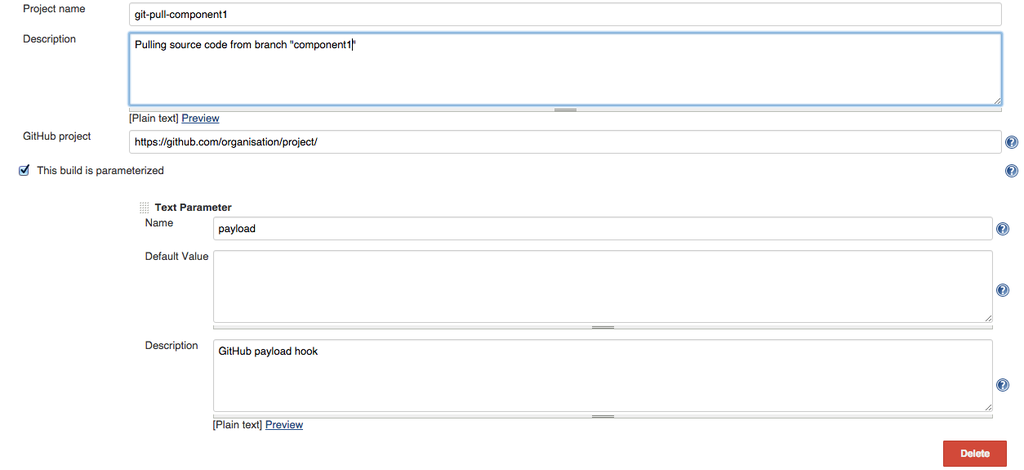 Project name
git-pull-component1
Description
Pulling source code from branch "component1"
[Plain text] Preview
GitHub project
https://github.com/organisation/project/
This build is parameterized
Text Parameter
Name
payload
Default Value
Description
GitHub payload hook
[Plain text] Preview
Delete